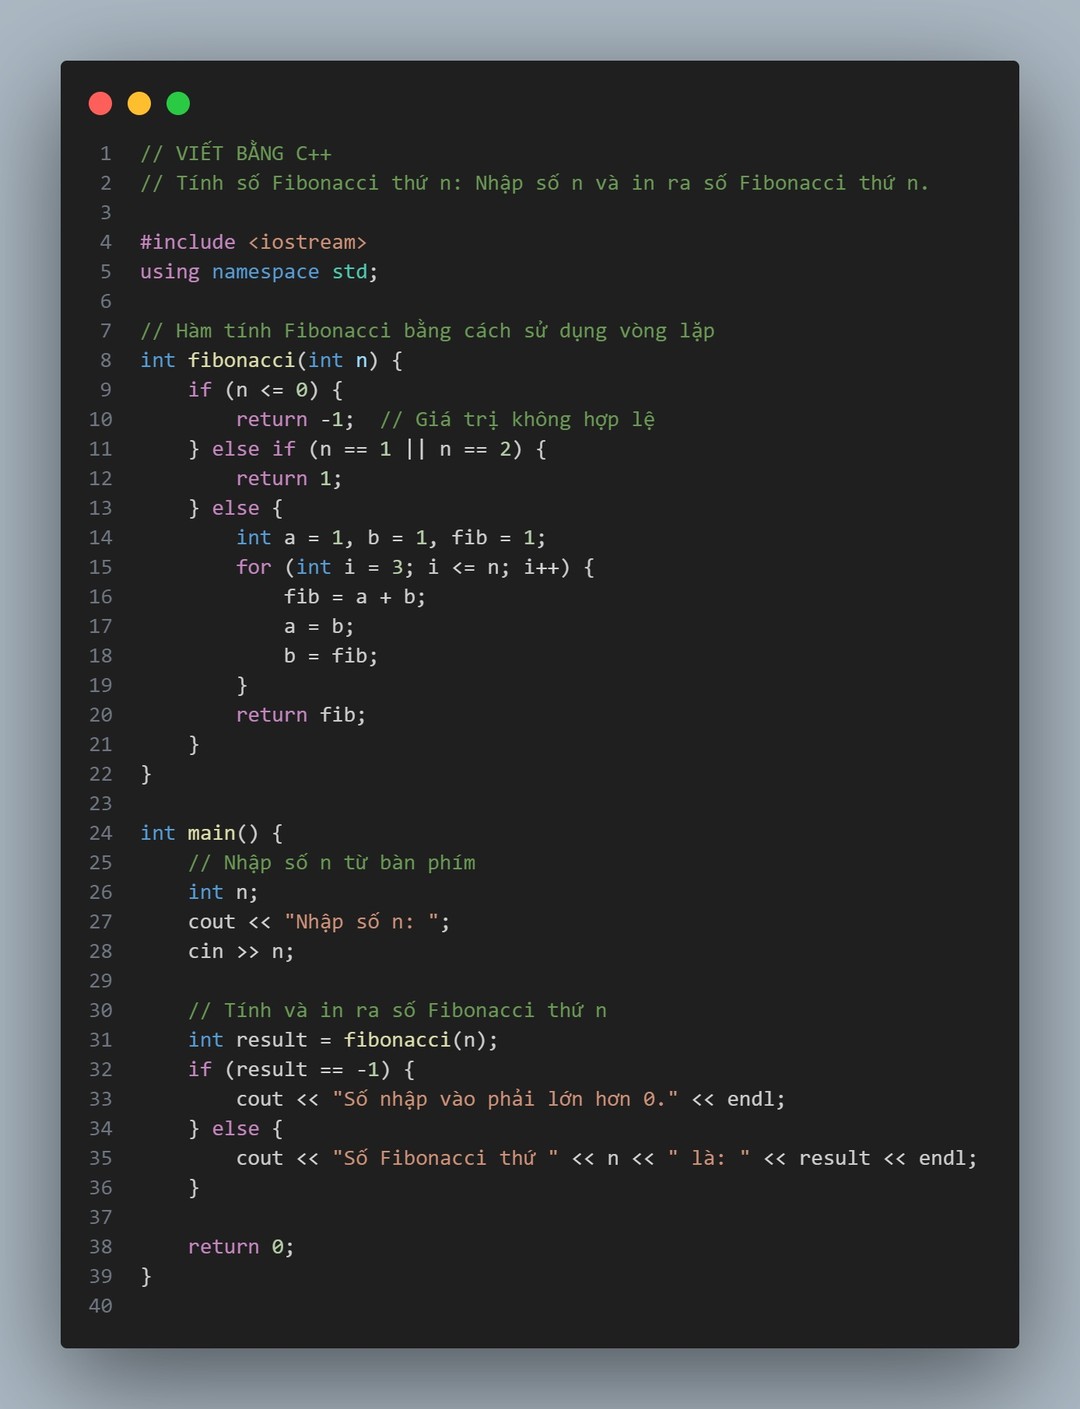 1 // VIẾT BẰNG C++
2 // Tính số Fibonacci thứ n: Nhập số n và in ra số Fibonacci thứ n.
3
4 #include <iostream>
5 using namespace std;
6
7 // Hàm tính Fibonacci bằng cách sử dụng vòng lặp
8 int fibonacci(int n) {
9     if (n <= 0) {
10         return -1;  // Giá trị không hợp lệ
11     } else if (n == 1 || n == 2) {
12         return 1;
13     } else {
14         int a = 1, b = 1, fib = 1;
15         for (int i = 3; i <= n; i++) {
16             fib = a + b;
17             a = b;
18             b = fib;
19         }
20         return fib;
21     }
22 }
23
24 int main() {
25     // Nhập số n từ bàn phím
26     int n;
27     cout << "Nhập số n: ";
28     cin >> n;
29
30     // Tính và in ra số Fibonacci thứ n
31     int result = fibonacci(n);
32     if (result == -1) {
33         cout << "Số nhập vào phải lớn hơn 0." << endl;
34     } else {
35         cout << "Số Fibonacci thứ " << n << " là: " << result << endl;
36     }
37
38     return 0;
39 }
40